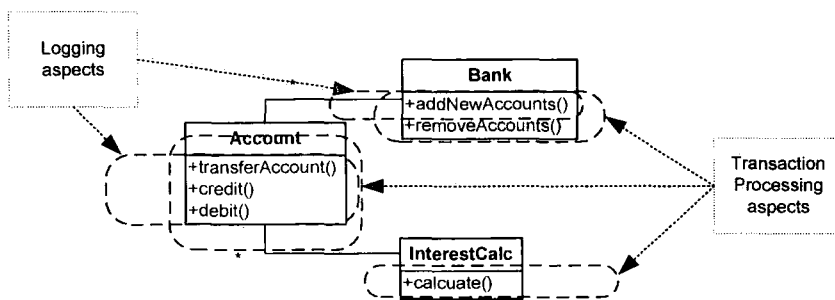 Logging
aspects
Bank
+addNewAccounts()
+removeAccounts()
Account
+transferAccount()
+credit()
+debit()
*
Transaction
Processing
aspects
InterestCalc
+calcuate()